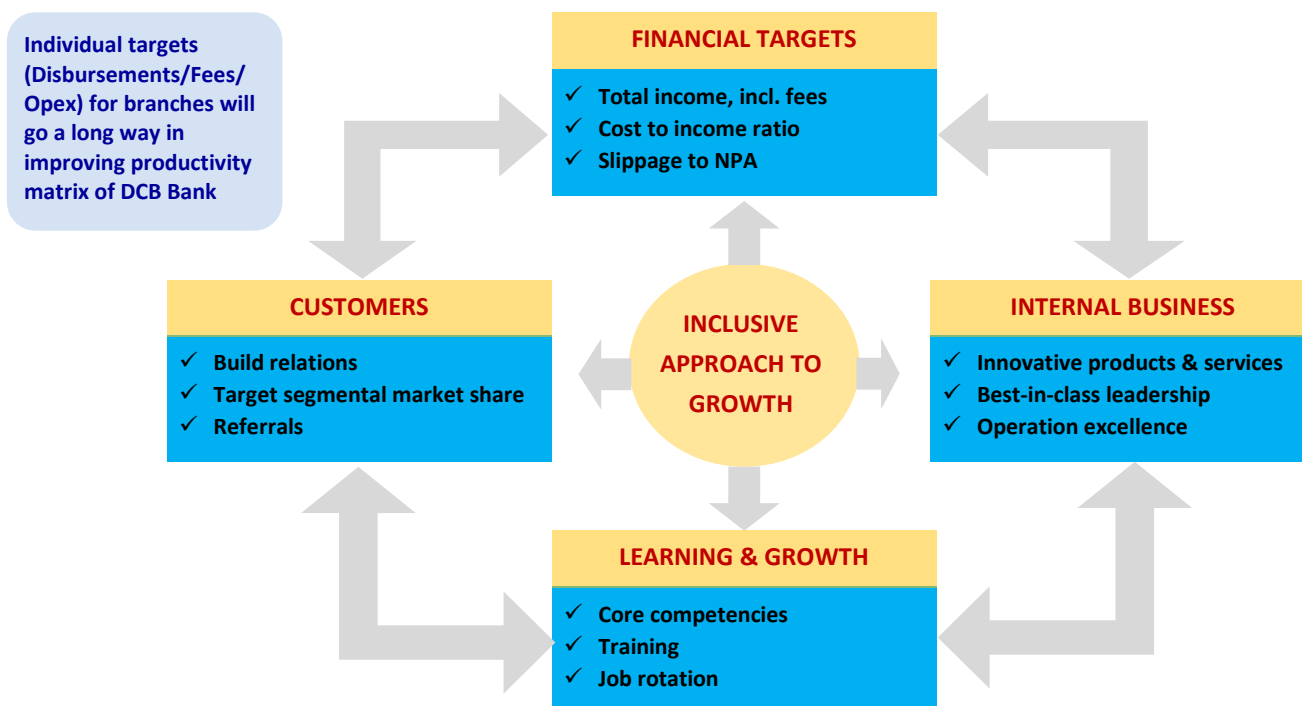 Individual targets
(Disbursements/Fees/
Opex) for branches will
go a long way in
improving productivity
matrix of DCB Bank
FINANCIAL TARGETS
✓ Total income, incl. fees
✓ Cost to income ratio
✓ Slippage to NPA
CUSTOMERS
✓ Build relations
✓ Target segmental market share
✓ Referrals
INCLUSIVE
APPROACH TO
GROWTH
INTERNAL BUSINESS
✓ Innovative products & services
✓ Best-in-class leadership
✓ Operation excellence
LEARNING & GROWTH
✓ Core competencies
✓ Training
✓ Job rotation